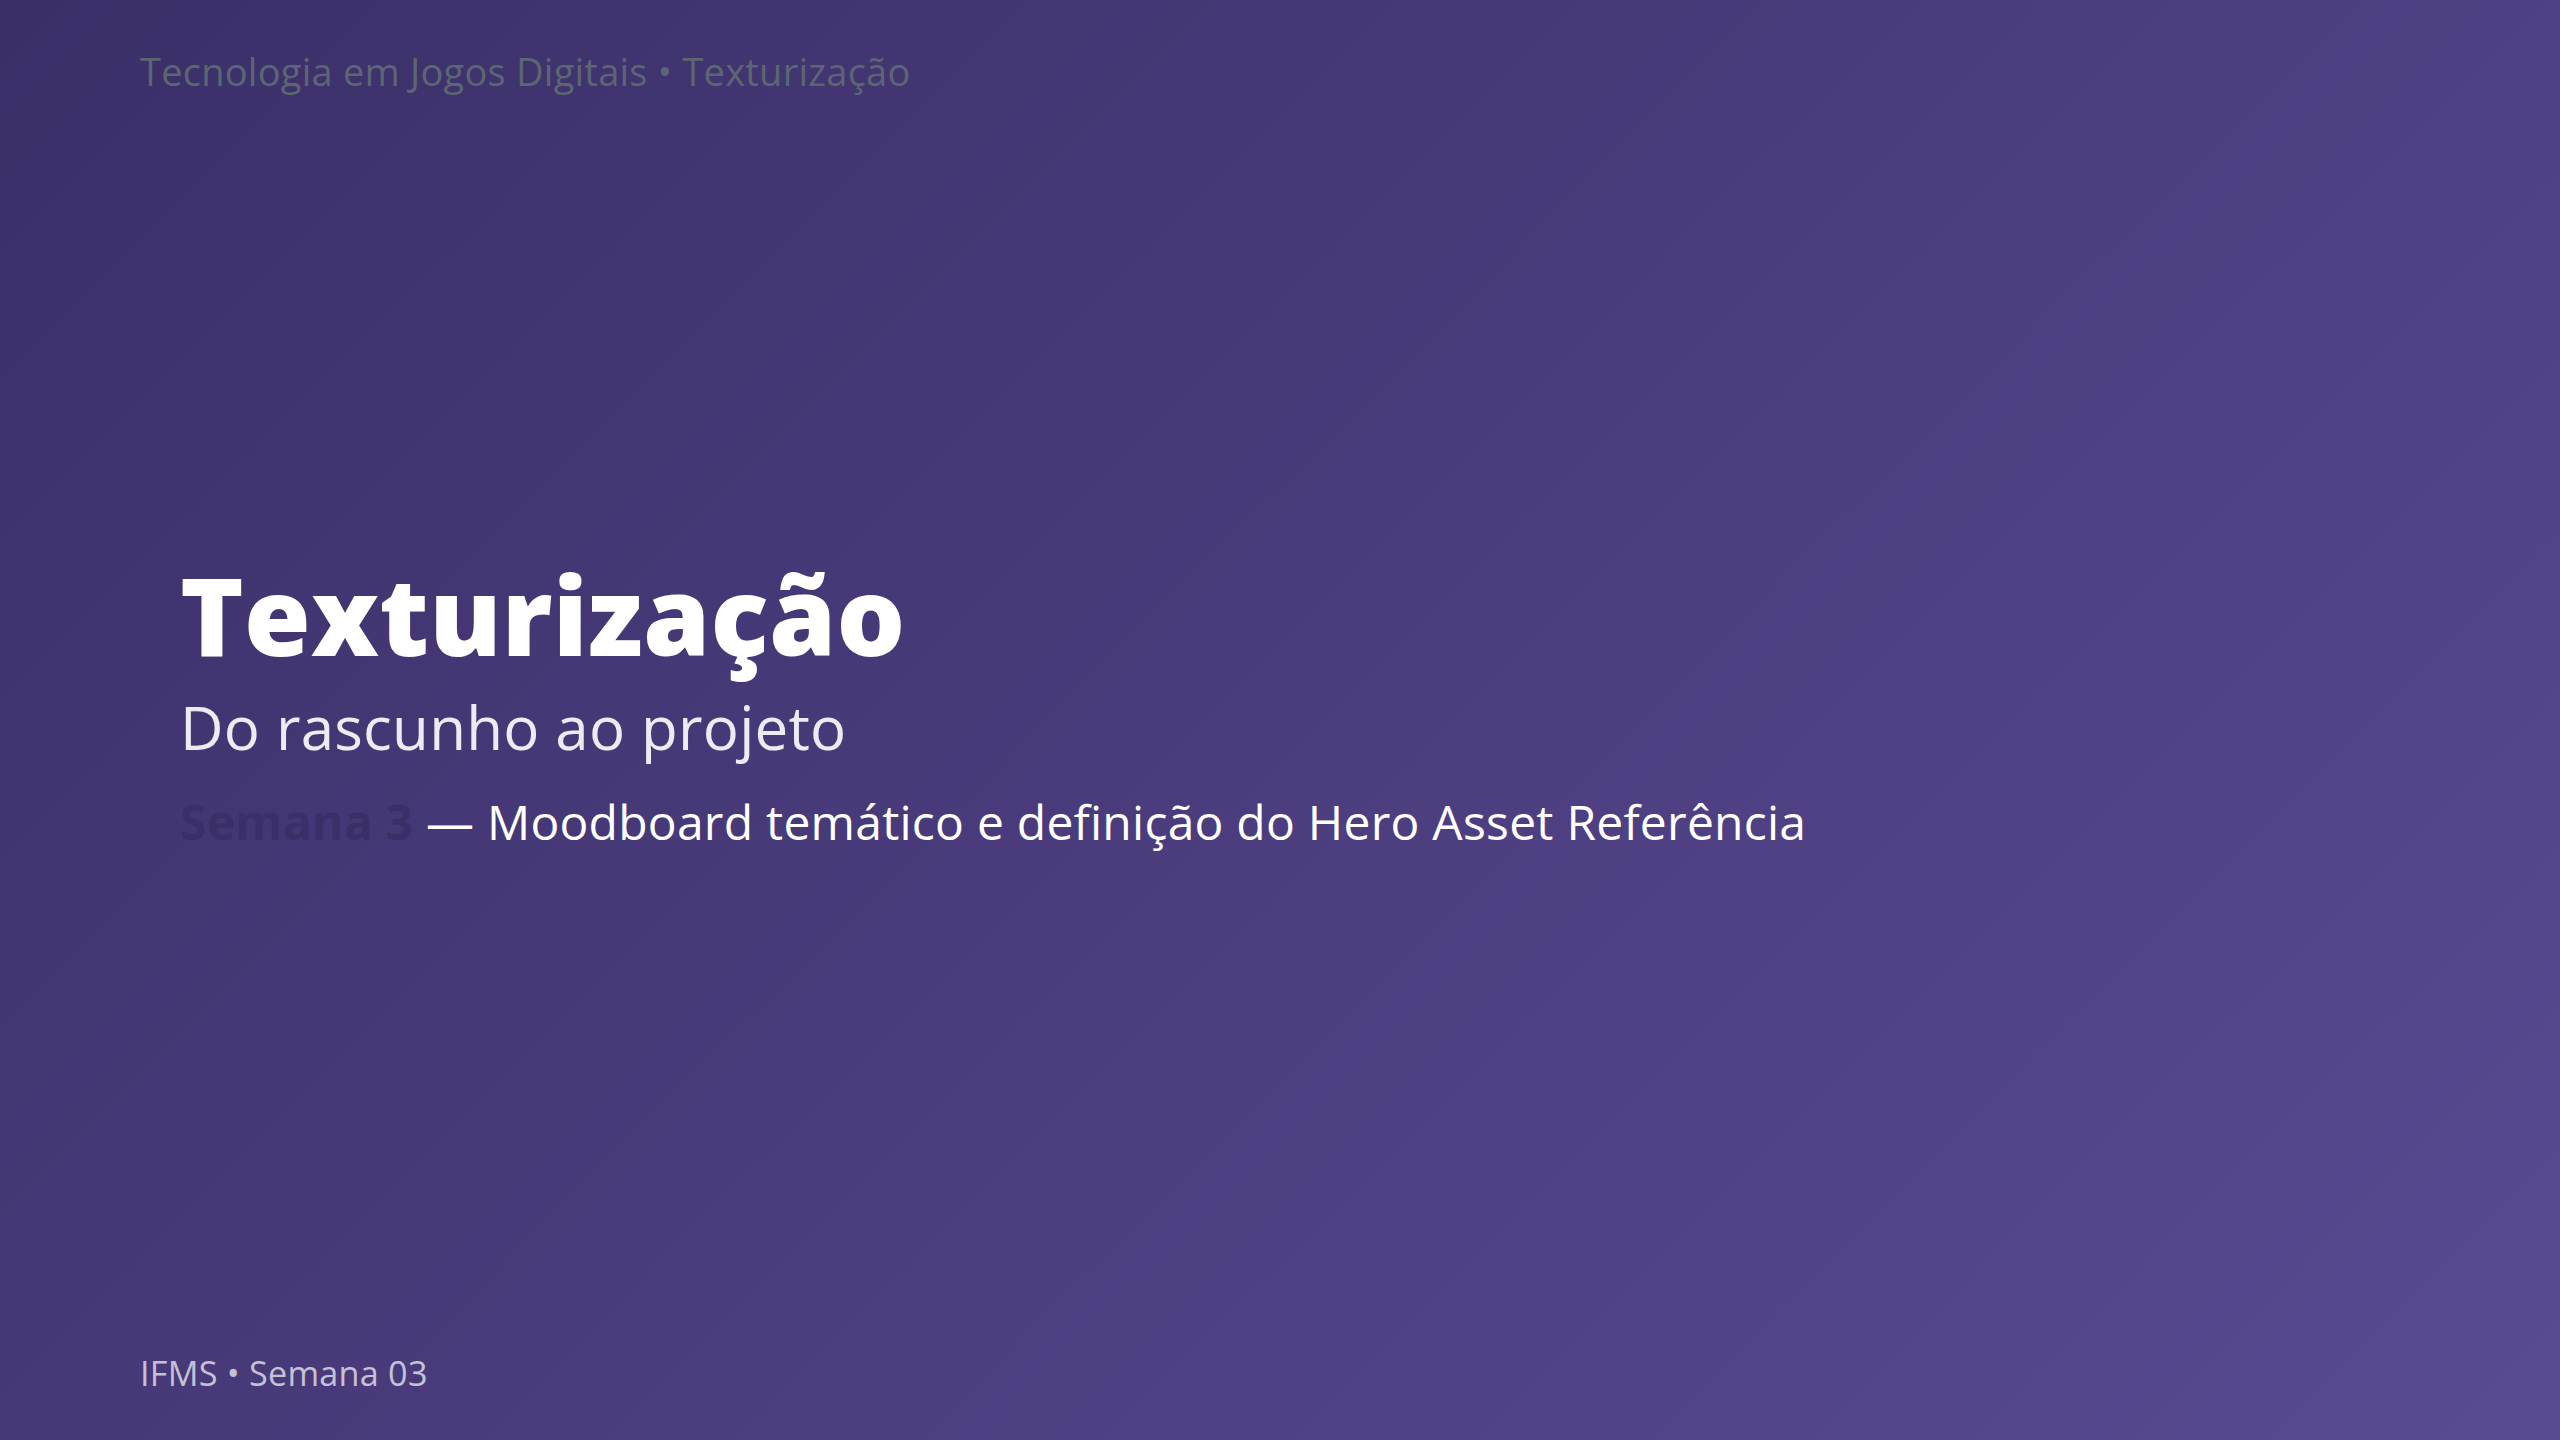 Tecnologia em Jogos Digitais • Texturização
Texturização
Do rascunho ao projeto
Semana 3 — Moodboard temático e definição do Hero Asset Referência
IFMS • Semana 03